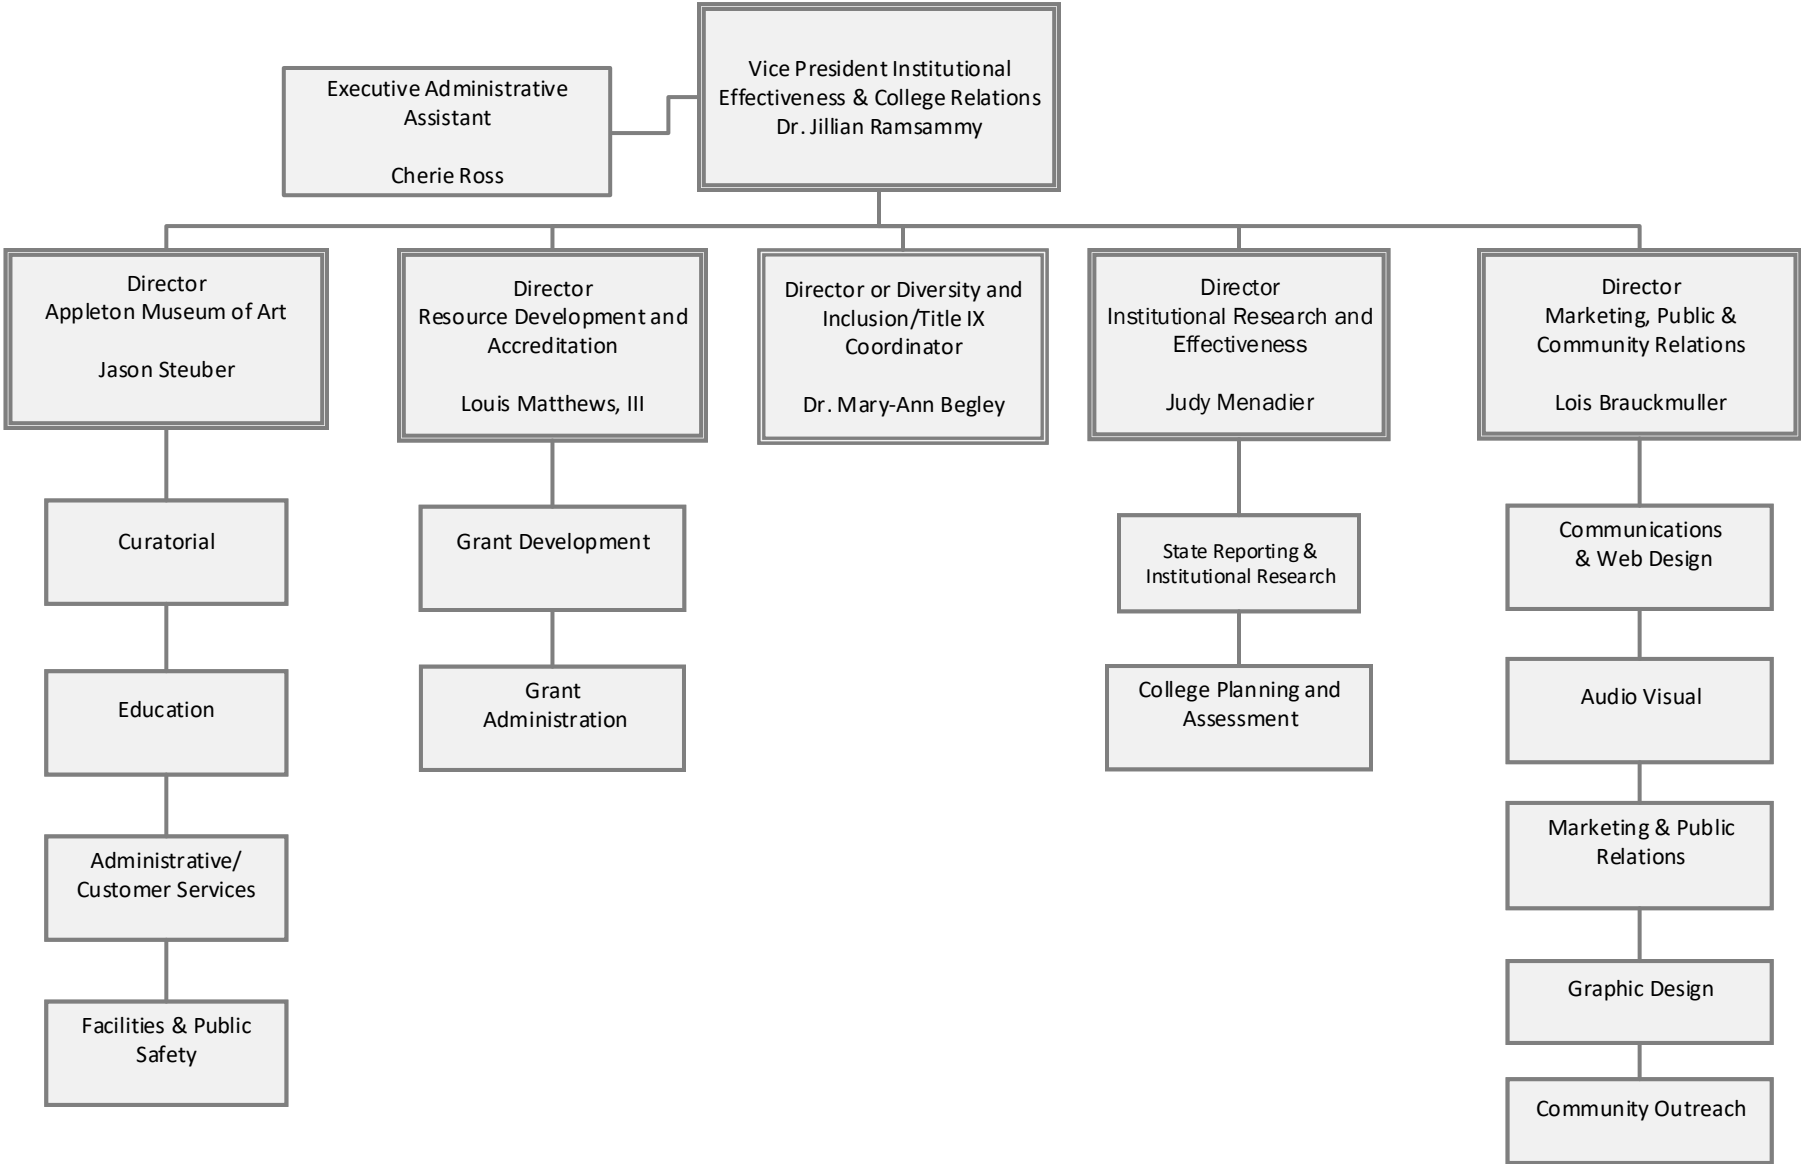 Vice President Institutional
Effectiveness & College Relations
Dr. Jillian Ramsammy
Executive Administrative
Assistant
Cherie Ross
Director
Appleton Museum of Art
Jason Steuber
Director
Resource Development and
Accreditation
Louis Matthews, III
Director or Diversity and
Inclusion/Title IX
Coordinator
Dr. Mary-Ann Begley
Director
Institutional Research and
Effectiveness
Judy Menadier
Director
Marketing, Public &
Community Relations
Lois Brauckmuller
Curatorial
Education
Administrative/
Customer Services
Facilities & Public
Safety
Grant Development
Grant
Administration
State Reporting &
Institutional Research
College Planning and
Assessment
Communications
& Web Design
Audio Visual
Marketing & Public
Relations
Graphic Design
Community Outreach